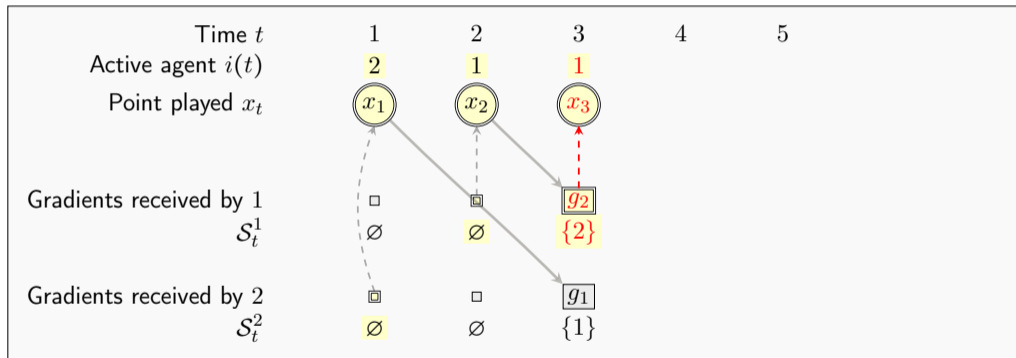 Time t 1 2 3 4 5
Active agent i(t) 2 1 1
Point played x_t x_1 x_2 x_3
Gradients received by 1 g_2
𝒮_t^1 ∅ ∅ {2}
Gradients received by 2 g_1
𝒮_t^2 ∅ ∅ {1}